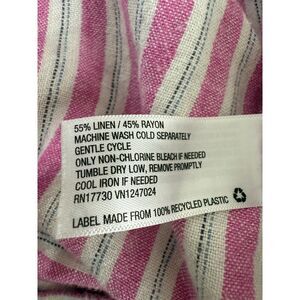 55% LINEN / 45% RAYON
MACHINE WASH COLD SEPARATELY
GENTLE CYCLE
ONLY NON-CHLORINE BLEACH IF NEEDED
TUMBLE DRY LOW, REMOVE PROMPTLY
COOL IRON IF NEEDED
RN17730 VN1247024
LABEL MADE FROM 100% RECYCLED PLASTIC